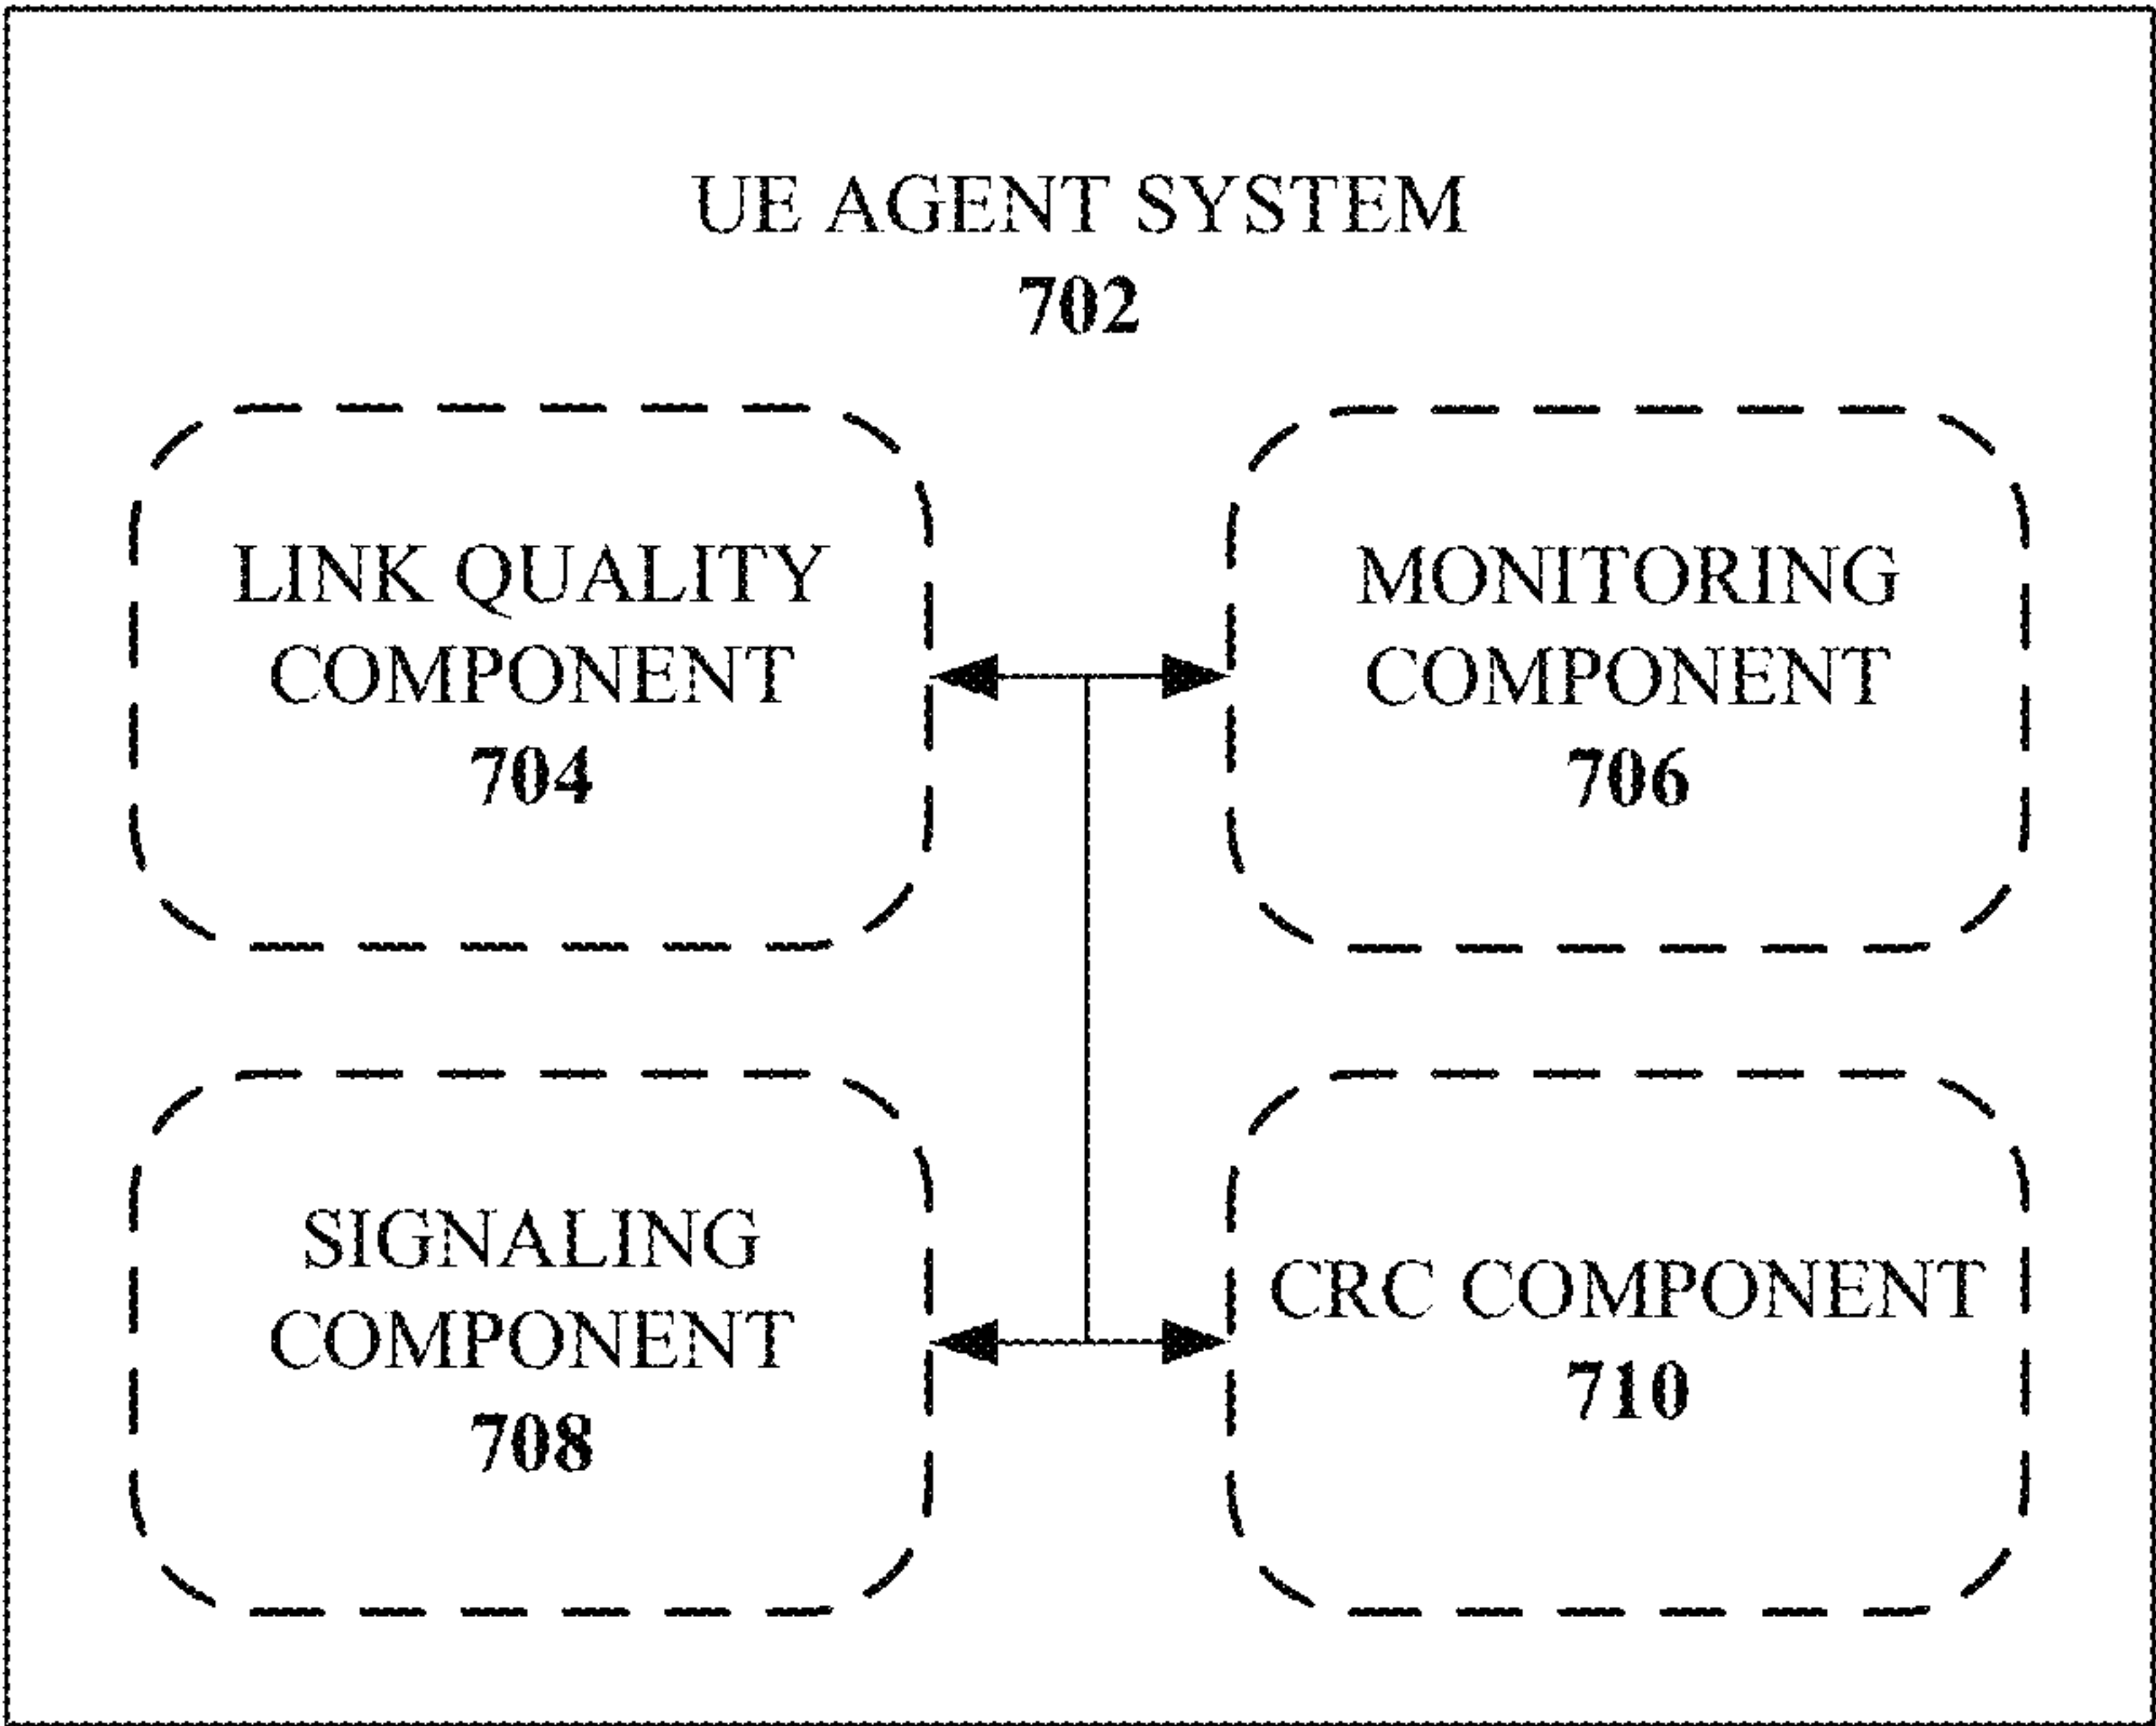 UE AGENT SYSTEM
702
LINK QUALITY
COMPONENT
704
MONITORING
COMPONENT
706
SIGNALING
COMPONENT
708
CRC COMPONENT
710